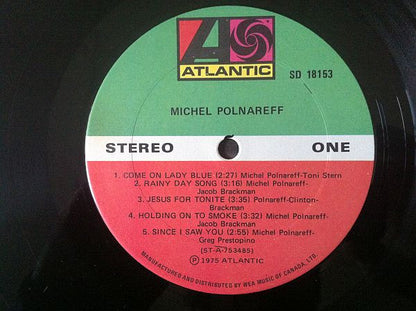 ATLANTIC
SD 18153
MICHEL POLNAREFF
STEREO ONE
1. COME ON LADY BLUE (2:27) Michel Polnareff-Toni Stern
2. RAINY DAY SONG (3:16) Michel Polnareff-
Jacob Brackman
3. JESUS FOR TONITE (3:35) Polnareff-Clinton-
Brackman
4. HOLDING ON TO SMOKE (3:32) Michel Polnareff-
Jacob Brackman
5. SINCE I SAW YOU (2:55) Michel Polnareff-
Greg Prestopino
(ST-A-753485)
Ⓟ 1975 ATLANTIC
MANUFACTURED AND DISTRIBUTED BY WEA MUSIC OF CANADA, LTD.